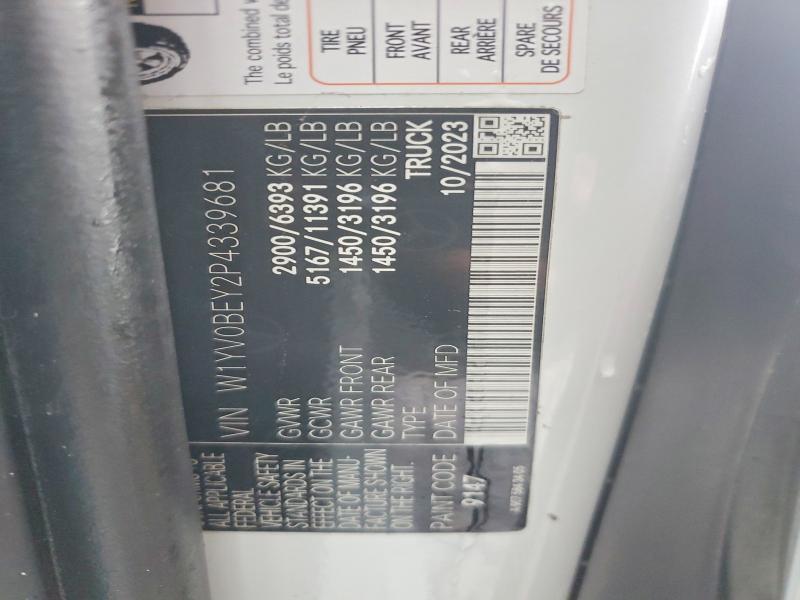 The combined w
Le poids total de
TIRE
PNEU
FRONT
AVANT
REAR
ARRIÈRE
SPARE
DE SECOURS
ALL APPLICABLE
FEDERAL
VEHICLE SAFETY
STANDARDS IN
EFFECT ON THE
DATE OF MANU-
FACTURE SHOWN
ON THE RIGHT.
PAINT CODE
9147
VIN W1YV0BEY2P4339681
GVWR 2900/6393 KG/LB
GCWR 5167/11391 KG/LB
GAWR FRONT 1450/3196 KG/LB
GAWR REAR 1450/3196 KG/LB
TYPE TRUCK
DATE OF MFD 10/2023